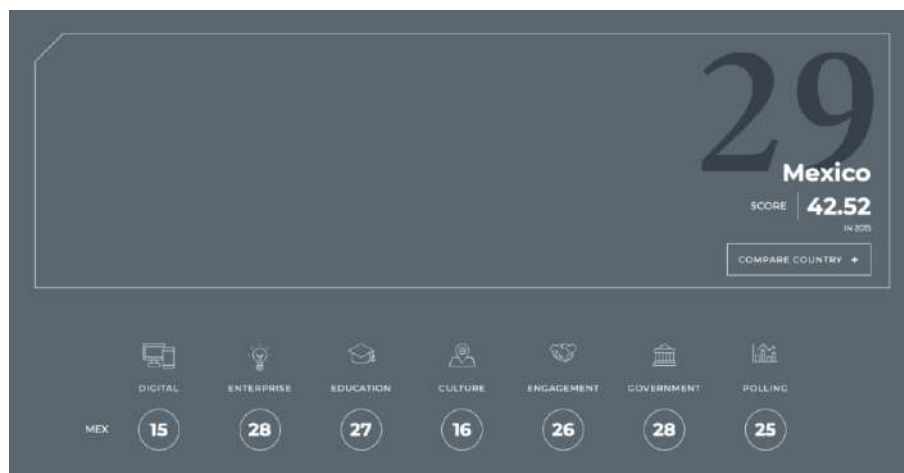 29
Mexico
SCORE 42.52
IN 2015
COMPARE COUNTRY +
DIGITAL ENTERPRISE EDUCATION CULTURE ENGAGEMENT GOVERNMENT POLLING
MEX 15 28 27 16 26 28 25